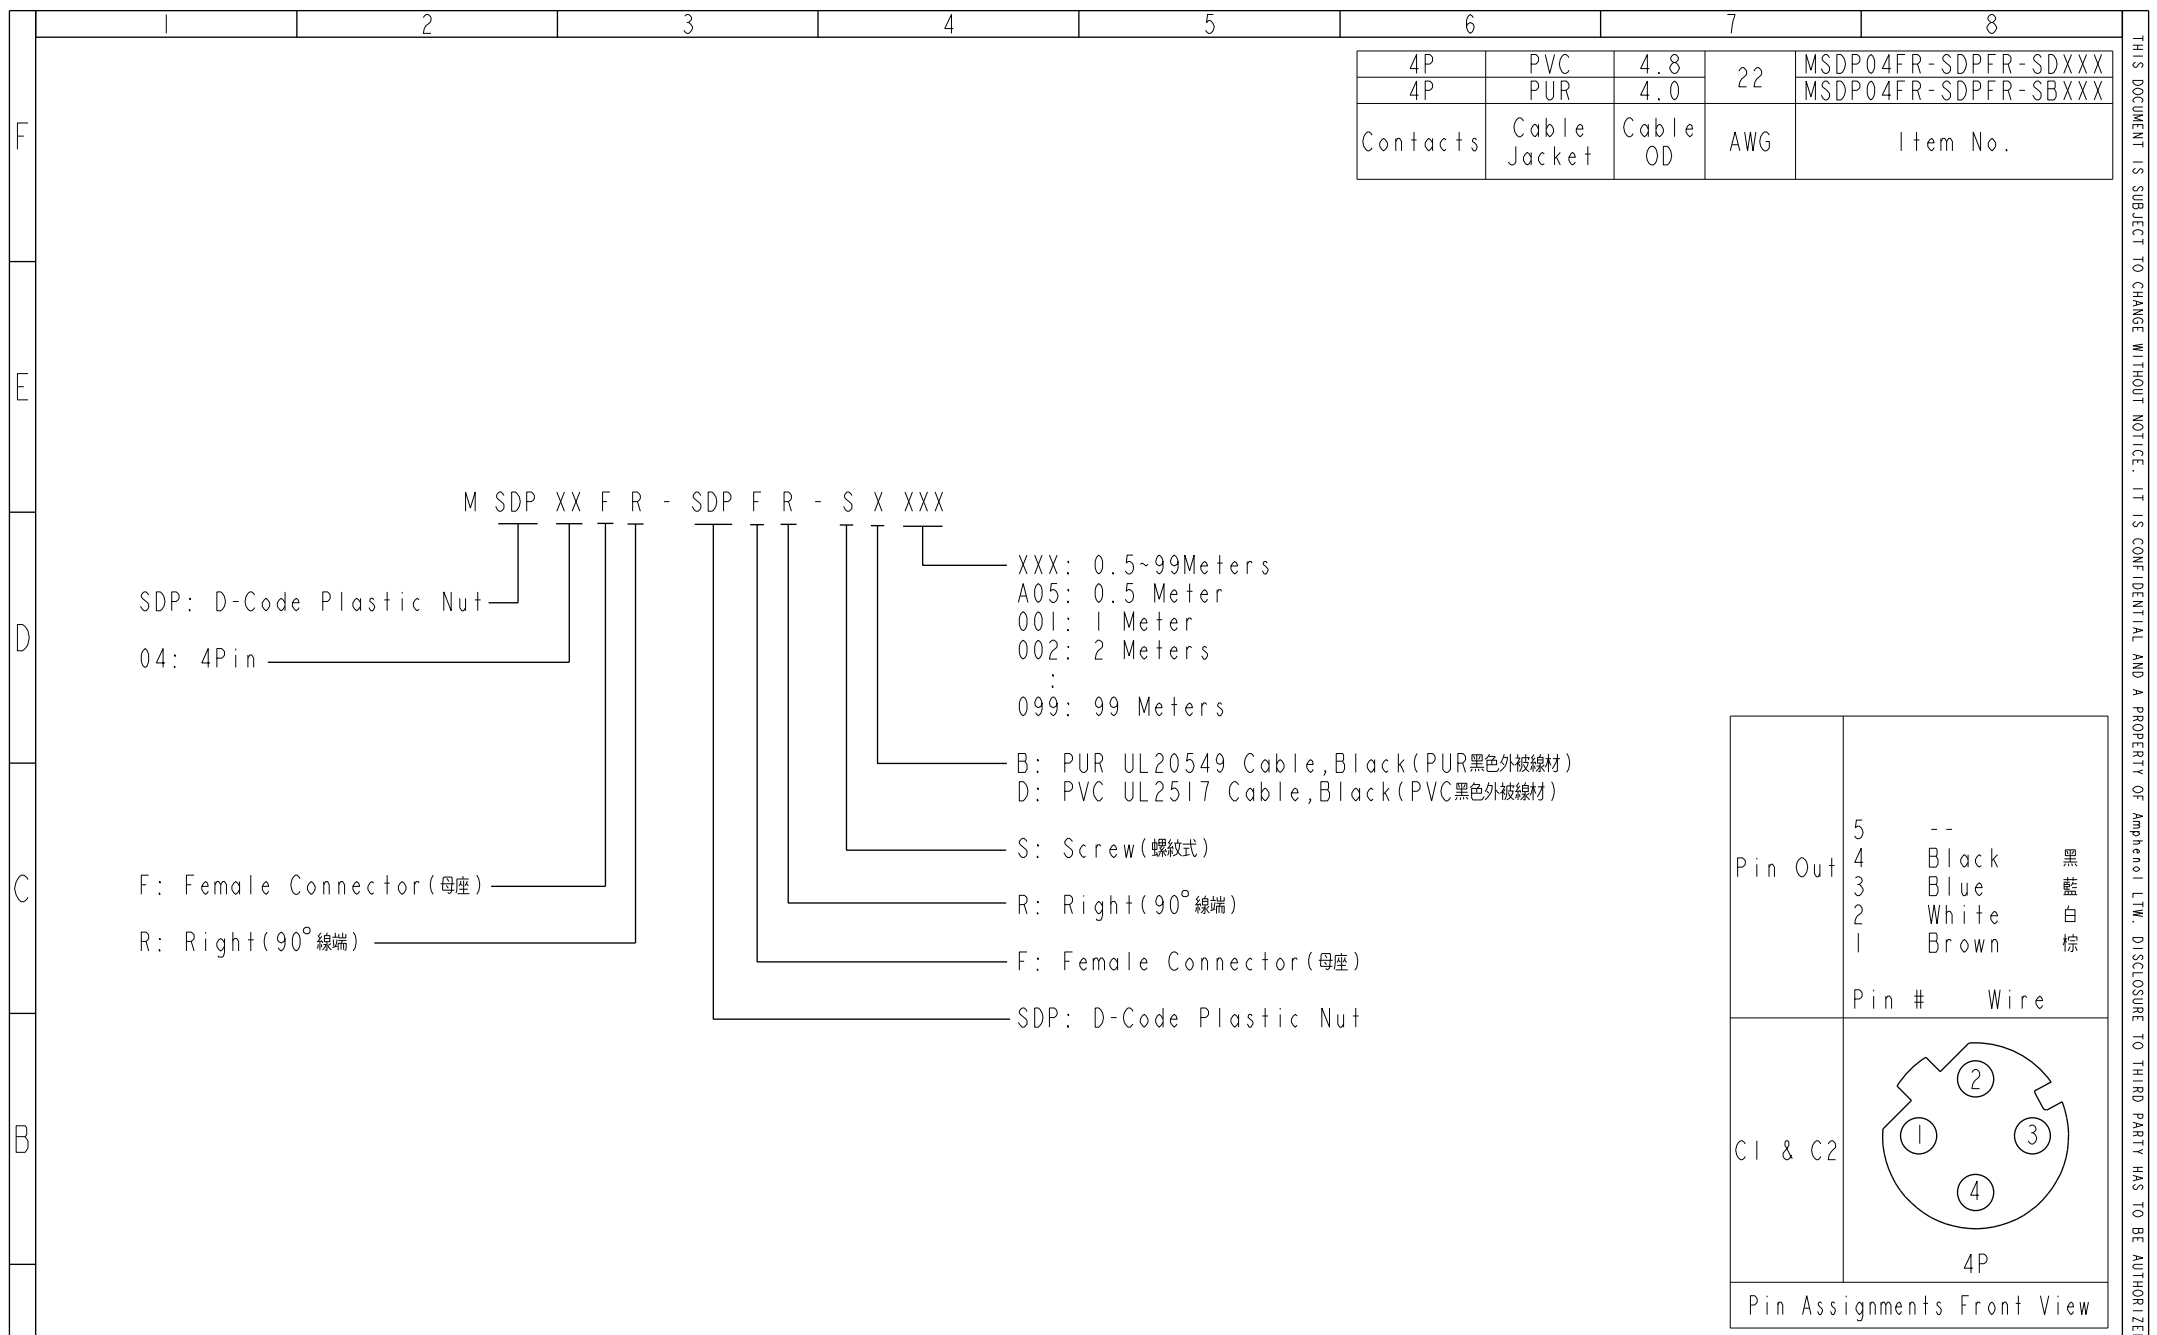 1 2 3 4 5 6 7 8
4P PVC 4.8 22 MSDP04FR-SDPFR-SDXXX
4P PUR 4.0 MSDP04FR-SDPFR-SBXXX
Contacts Cable Jacket Cable OD AWG Item No.
F
E
D
C
B
M SDP XX F R - SDP F R - S X XXX
SDP: D-Code Plastic Nut
04: 4Pin
F: Female Connector(母座)
R: Right(90°線端)
XXX: 0.5~99Meters
A05: 0.5 Meter
001: 1 Meter
002: 2 Meters
:
099: 99 Meters
B: PUR UL20549 Cable,Black(PUR黑色外被線材)
D: PVC UL2517 Cable,Black(PVC黑色外被線材)
S: Screw(螺紋式)
R: Right(90°線端)
F: Female Connector(母座)
SDP: D-Code Plastic Nut
Pin Out
5 --
4 Black 黑
3 Blue 藍
2 White 白
1 Brown 棕
Pin # Wire
C1 & C2
2
1 3
4
4P
Pin Assignments Front View
THIS DOCUMENT IS SUBJECT TO CHANGE WITHOUT NOTICE. IT IS CONFIDENTIAL AND A PROPERTY OF Amphenol LTW. DISCLOSURE TO THIRD PARTY HAS TO BE AUTHORIZE